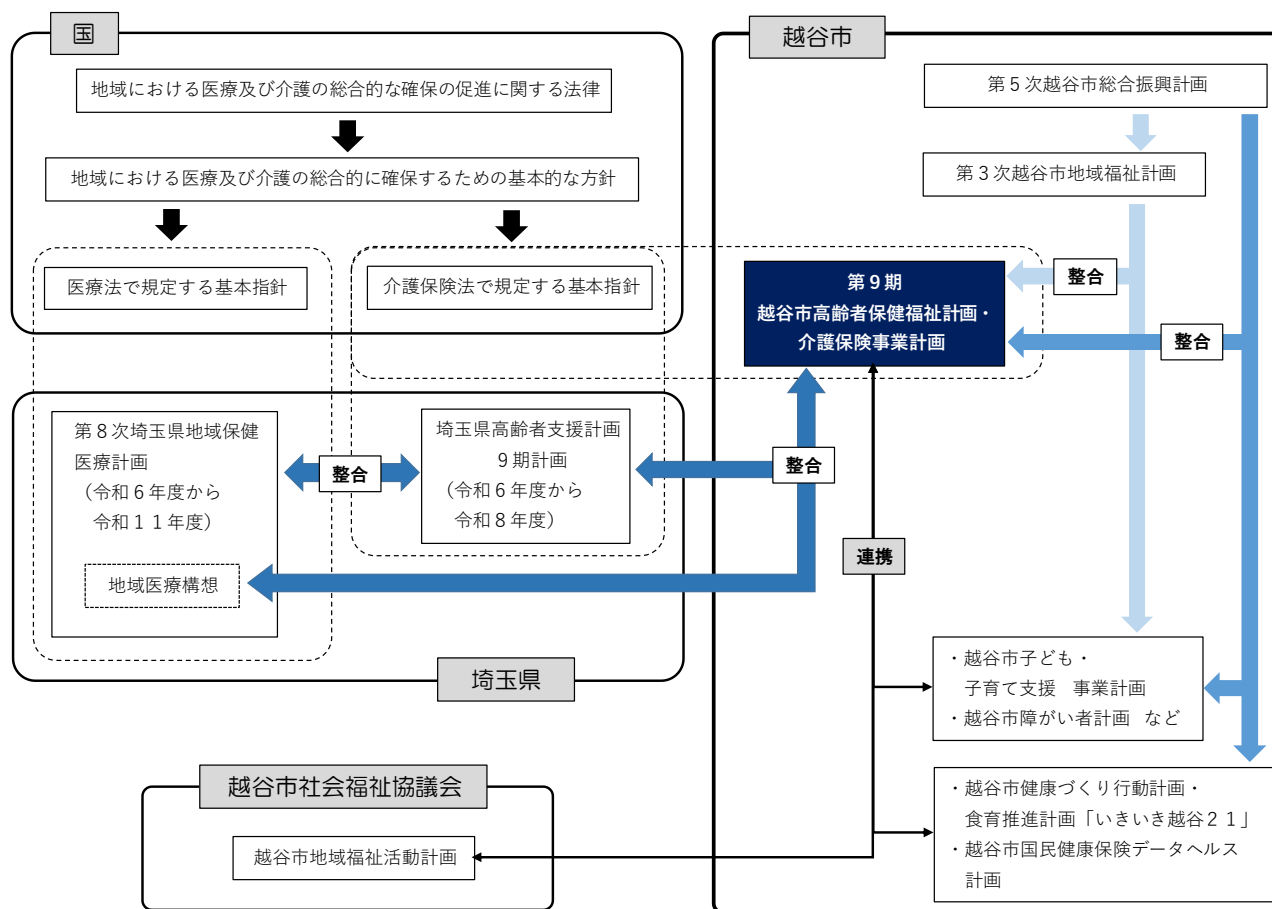 国
地域における医療及び介護の総合的な確保の促進に関する法律
地域における医療及び介護の総合的に確保するための基本的な方針
医療法で規定する基本指針
介護保険法で規定する基本指針
越谷市
第5次越谷市総合振興計画
第3次越谷市地域福祉計画
整合
第9期
越谷市高齢者保健福祉計画・
介護保険事業計画
整合
第8次埼玉県地域保健
医療計画
(令和6年度から
令和11年度)
地域医療構想
整合
埼玉県高齢者支援計画
9期計画
(令和6年度から
令和8年度)
整合
埼玉県
連携
・越谷市子ども・
子育て支援 事業計画
・越谷市障がい者計画 など
・越谷市健康づくり行動計画・
食育推進計画「いきいき越谷21」
・越谷市国民健康保険データヘルス
計画
越谷市社会福祉協議会
越谷市地域福祉活動計画